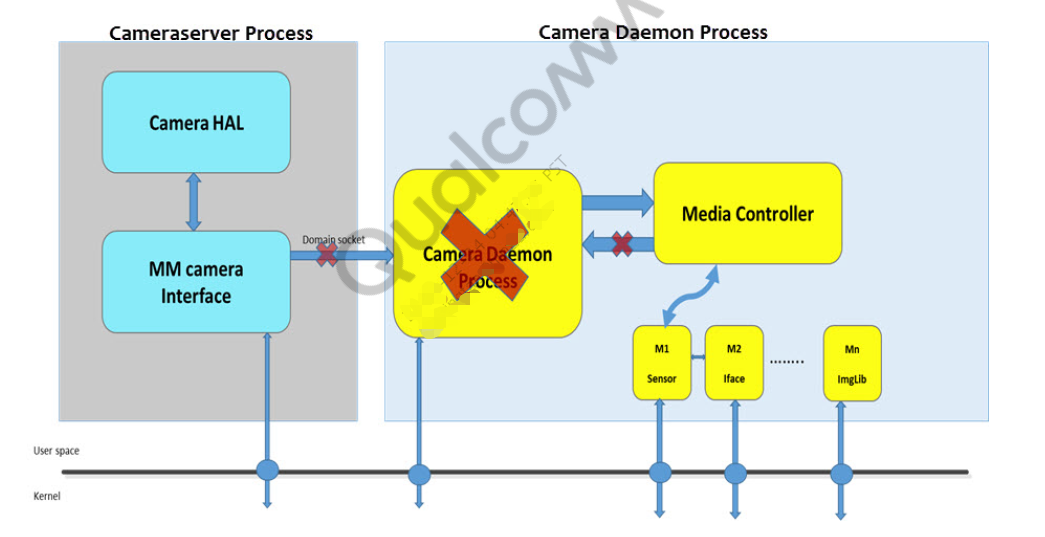 Cameraserver Process
Camera Daemon Process
Camera HAL
MM camera
Interface
Domain socket
Camera Daemon
Process
Media Controller
M1
Sensor
M2
Iface
........
Mn
ImgLib
User space
Kernel
Qualcomm
PST